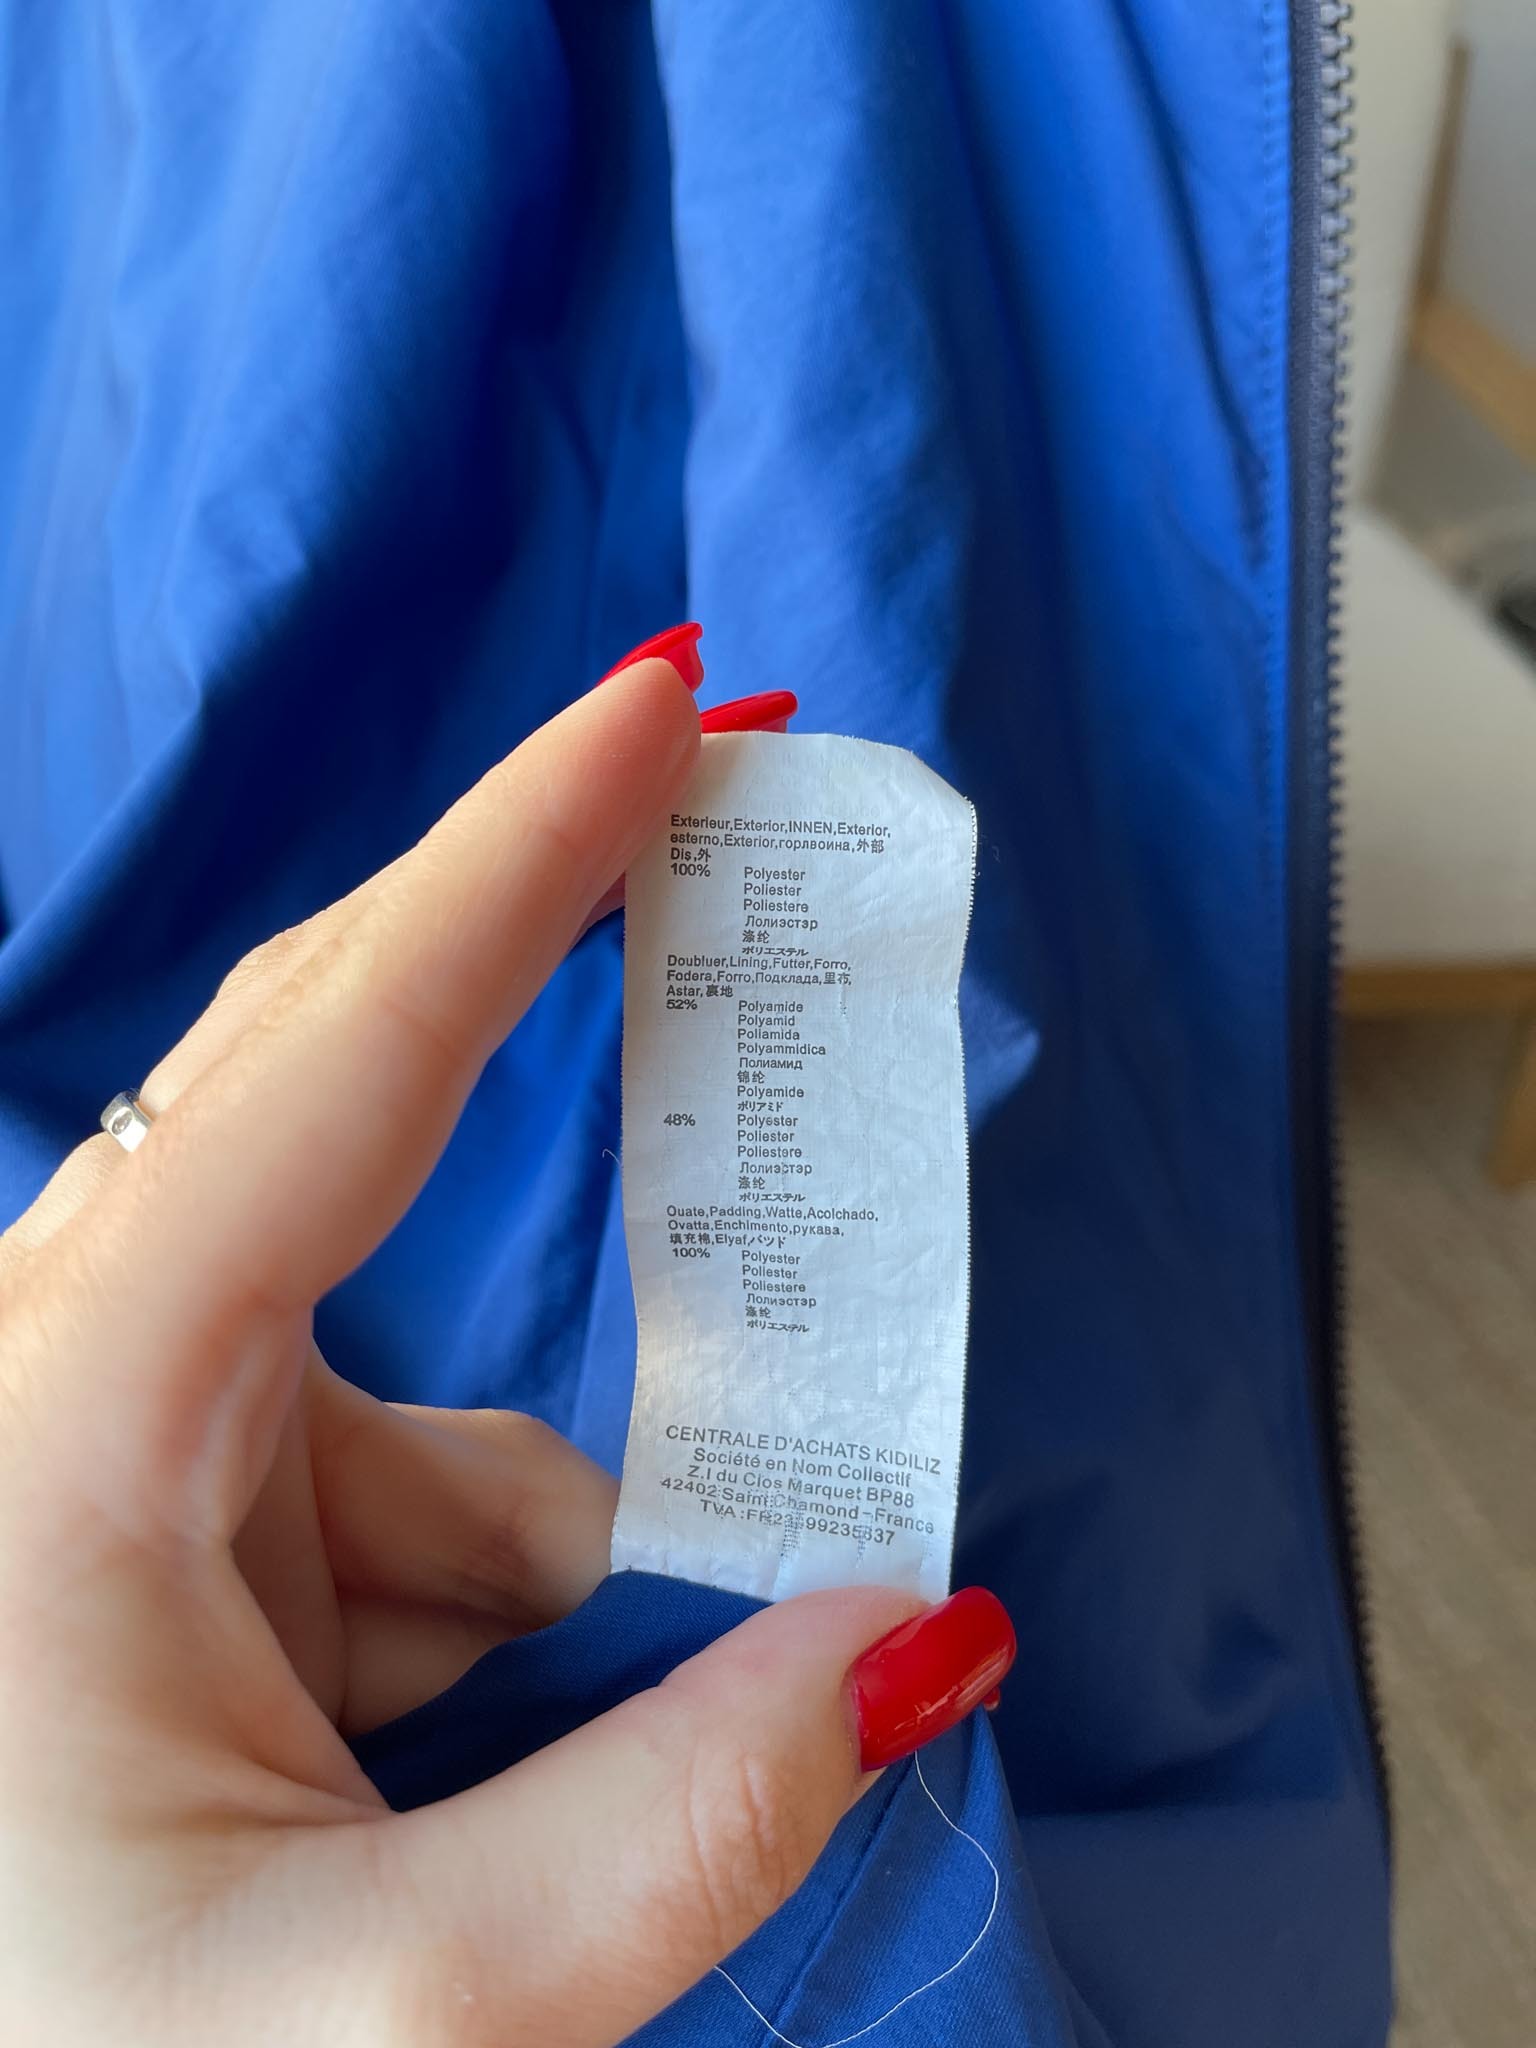 Exterieur,Exterior,INNEN,Exterior,
esterno,Exterior,горлвоина,外部
Dis,外
100% Polyester
Poliester
Poliestere
Лолиэстэр
涤纶
ポリエステル
Doubluer,Lining,Futter,Forro,
Fodera,Forro,Подклада,里布,
Astar,裏地
52% Polyamide
Polyamid
Poliamida
Polyammidica
Полиамид
锦纶
Polyamide
ポリアミド
48% Polyester
Poliester
Poliestere
Лолиэстэр
涤纶
ポリエステル
Ouate,Padding,Watte,Acolchado,
Ovatta,Enchimento,рукава,
填充棉,Elyaf,パッド
100% Polyester
Poliester
Poliestere
Лолиэстэр
涤纶
ポリエステル
CENTRALE D'ACHATS KIDILIZ
Société en Nom Collectif
Z.I du Clos Marquet BP88
42402 Saint Chamond-France
TVA